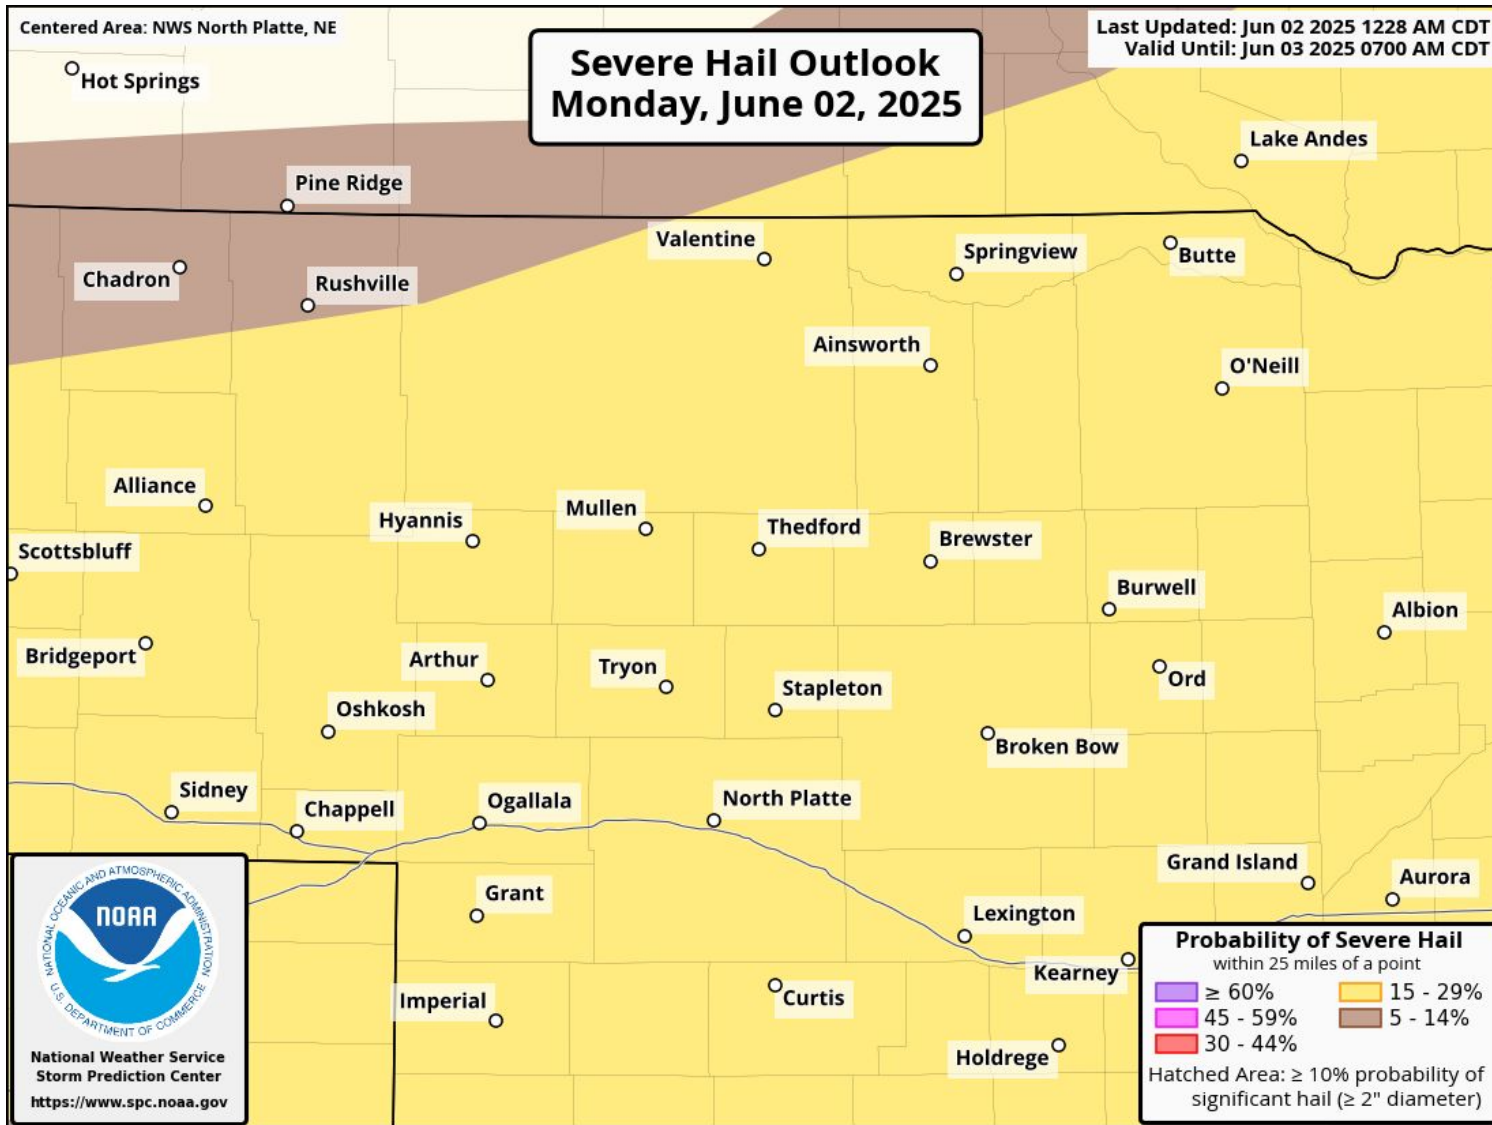 Centered Area: NWS North Platte, NE
Last Updated: Jun 02 2025 1228 AM CDT
Valid Until: Jun 03 2025 0700 AM CDT
Severe Hail Outlook
Monday, June 02, 2025
Hot Springs
Lake Andes
Pine Ridge
Valentine
Springview
Butte
Chadron
Rushville
Ainsworth
O'Neill
Alliance
Hyannis
Mullen
Thedford
Brewster
Scottsbluff
Burwell
Albion
Bridgeport
Arthur
Tryon
Stapleton
Ord
Oshkosh
Broken Bow
Sidney
Chappell
Ogallala
North Platte
Grand Island
Aurora
Grant
Lexington
Kearney
Imperial
Curtis
Holdrege
NATIONAL OCEANIC AND ATMOSPHERIC ADMINISTRATION
NOAA
U.S. DEPARTMENT OF COMMERCE
National Weather Service
Storm Prediction Center
https://www.spc.noaa.gov
Probability of Severe Hail
within 25 miles of a point
≥ 60%
45 - 59%
30 - 44%
15 - 29%
5 - 14%
Hatched Area: ≥ 10% probability of
significant hail (≥ 2" diameter)